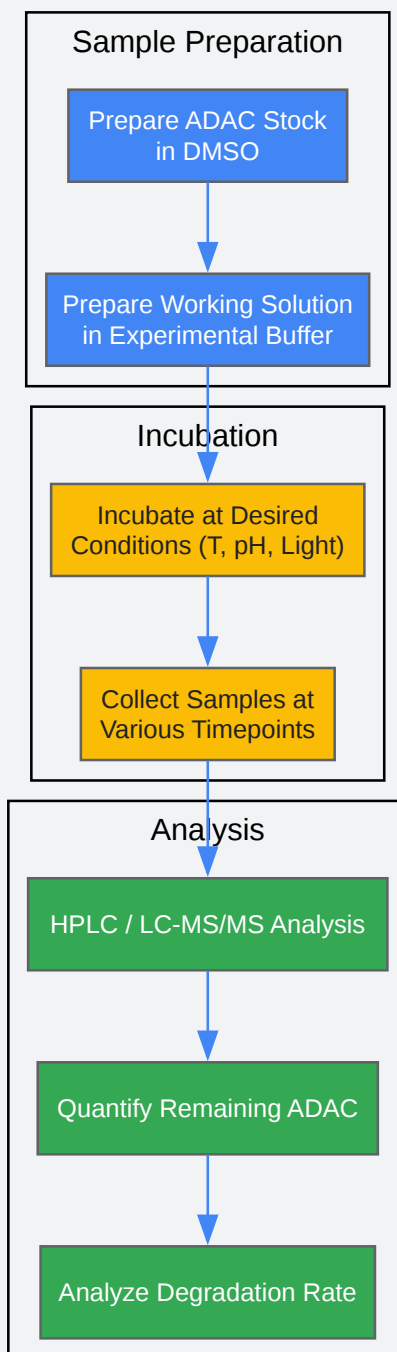 Sample Preparation
Prepare ADAC Stock
in DMSO
Prepare Working Solution
in Experimental Buffer
Incubation
Incubate at Desired
Conditions (T, pH, Light)
Collect Samples at
Various Timepoints
Analysis
HPLC / LC-MS/MS Analysis
Quantify Remaining ADAC
Analyze Degradation Rate